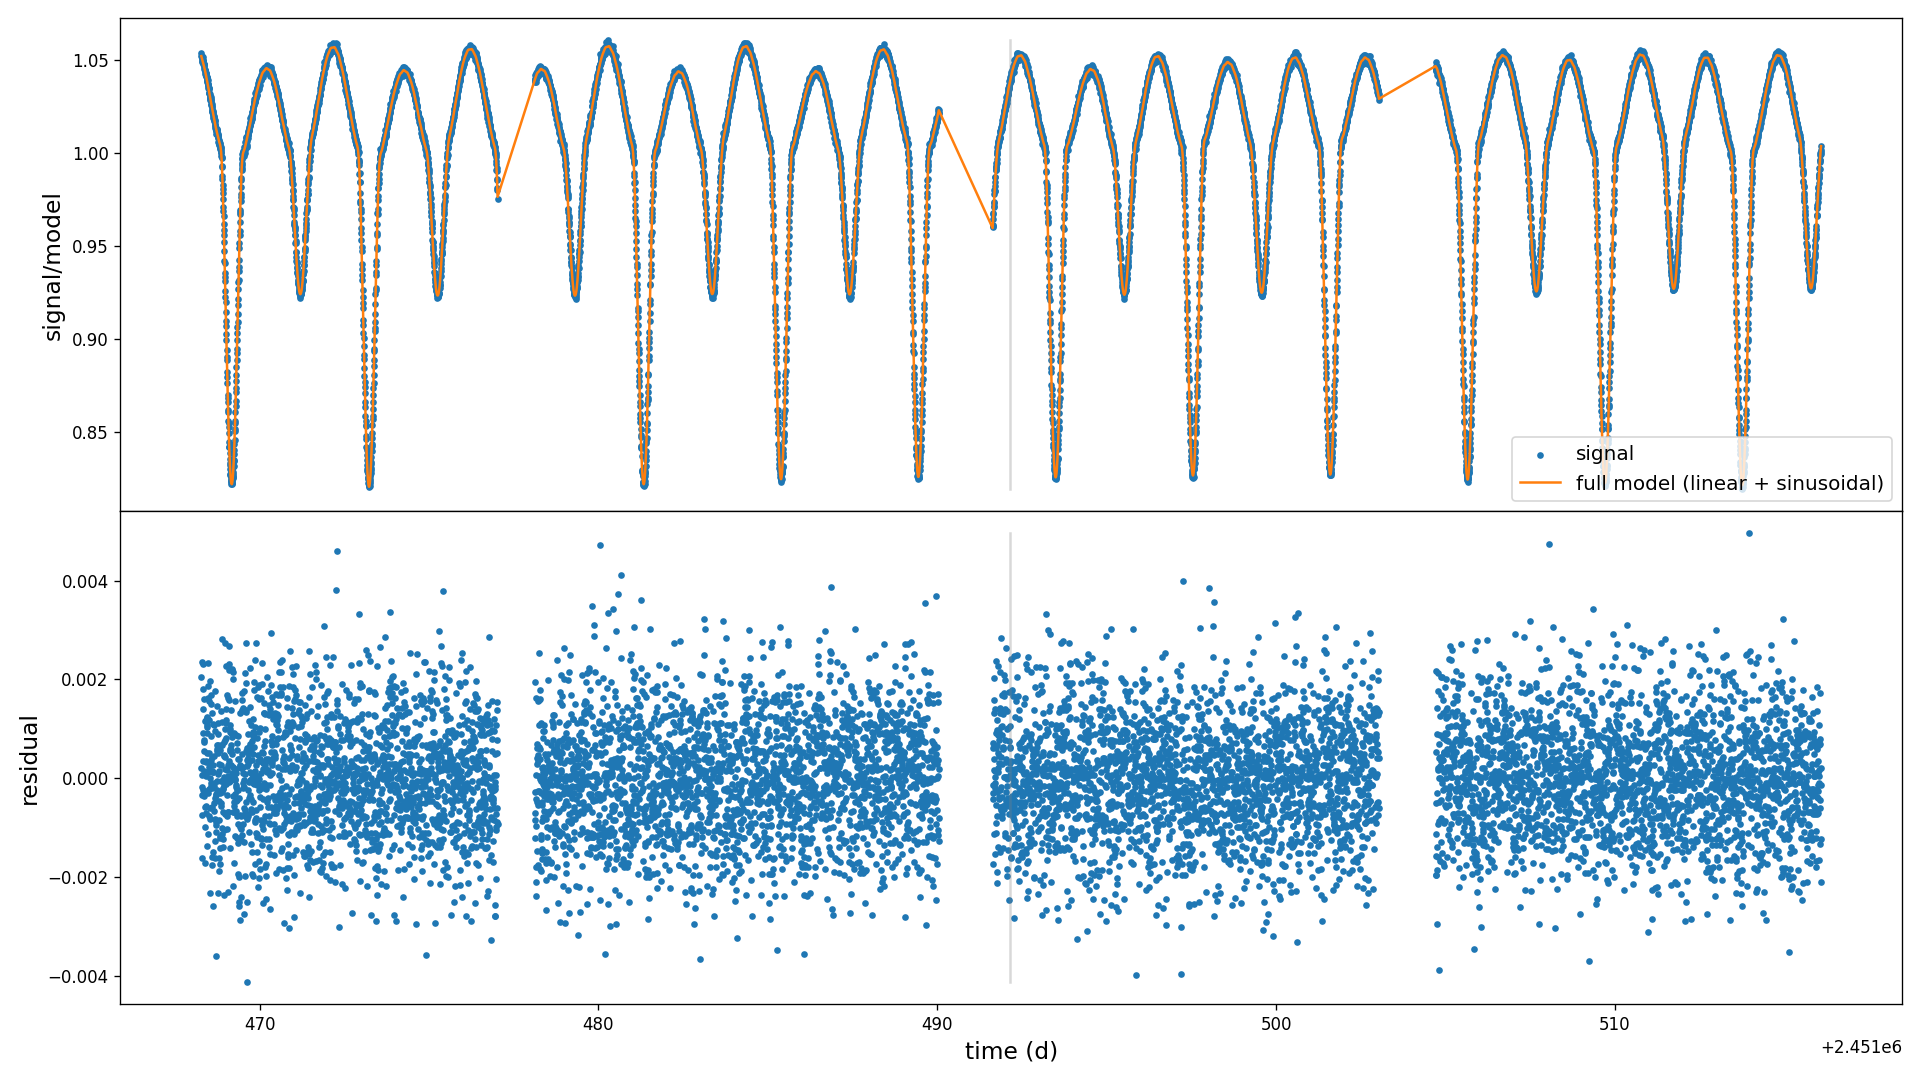 signal/model
1.05
1.00
0.95
0.90
0.85
signal
full model (linear + sinusoidal)
residual
0.004
0.002
0.000
−0.002
−0.004
470
480
490
500
510
time (d)
+2.451e6